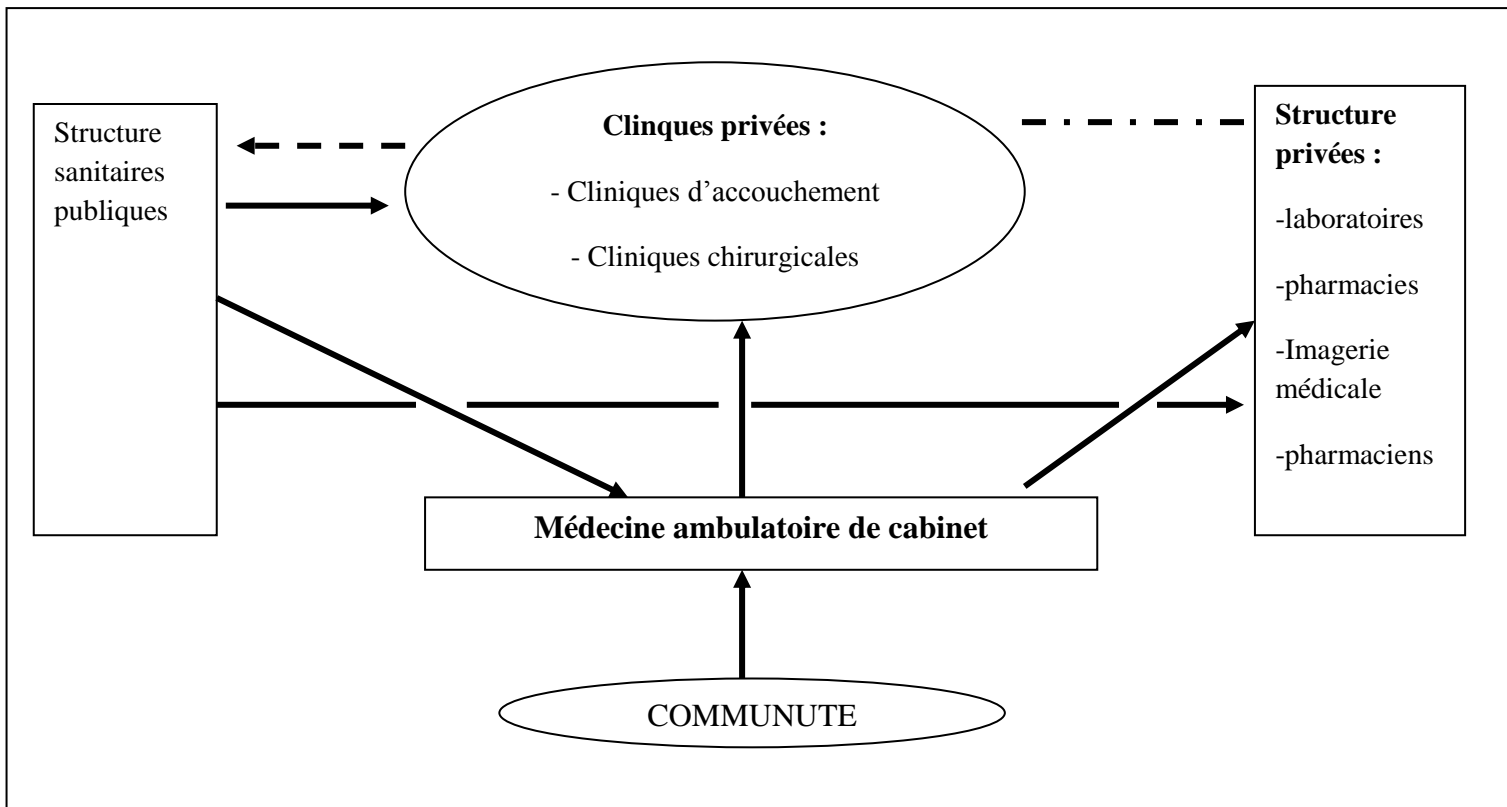 Structure
sanitaires
publiques
Clinques privées :
- Cliniques d’accouchement
- Cliniques chirurgicales
Structure
privées :
-laboratoires
-pharmacies
-Imagerie
médicale
-pharmaciens
Médecine ambulatoire de cabinet
COMMUNUTE